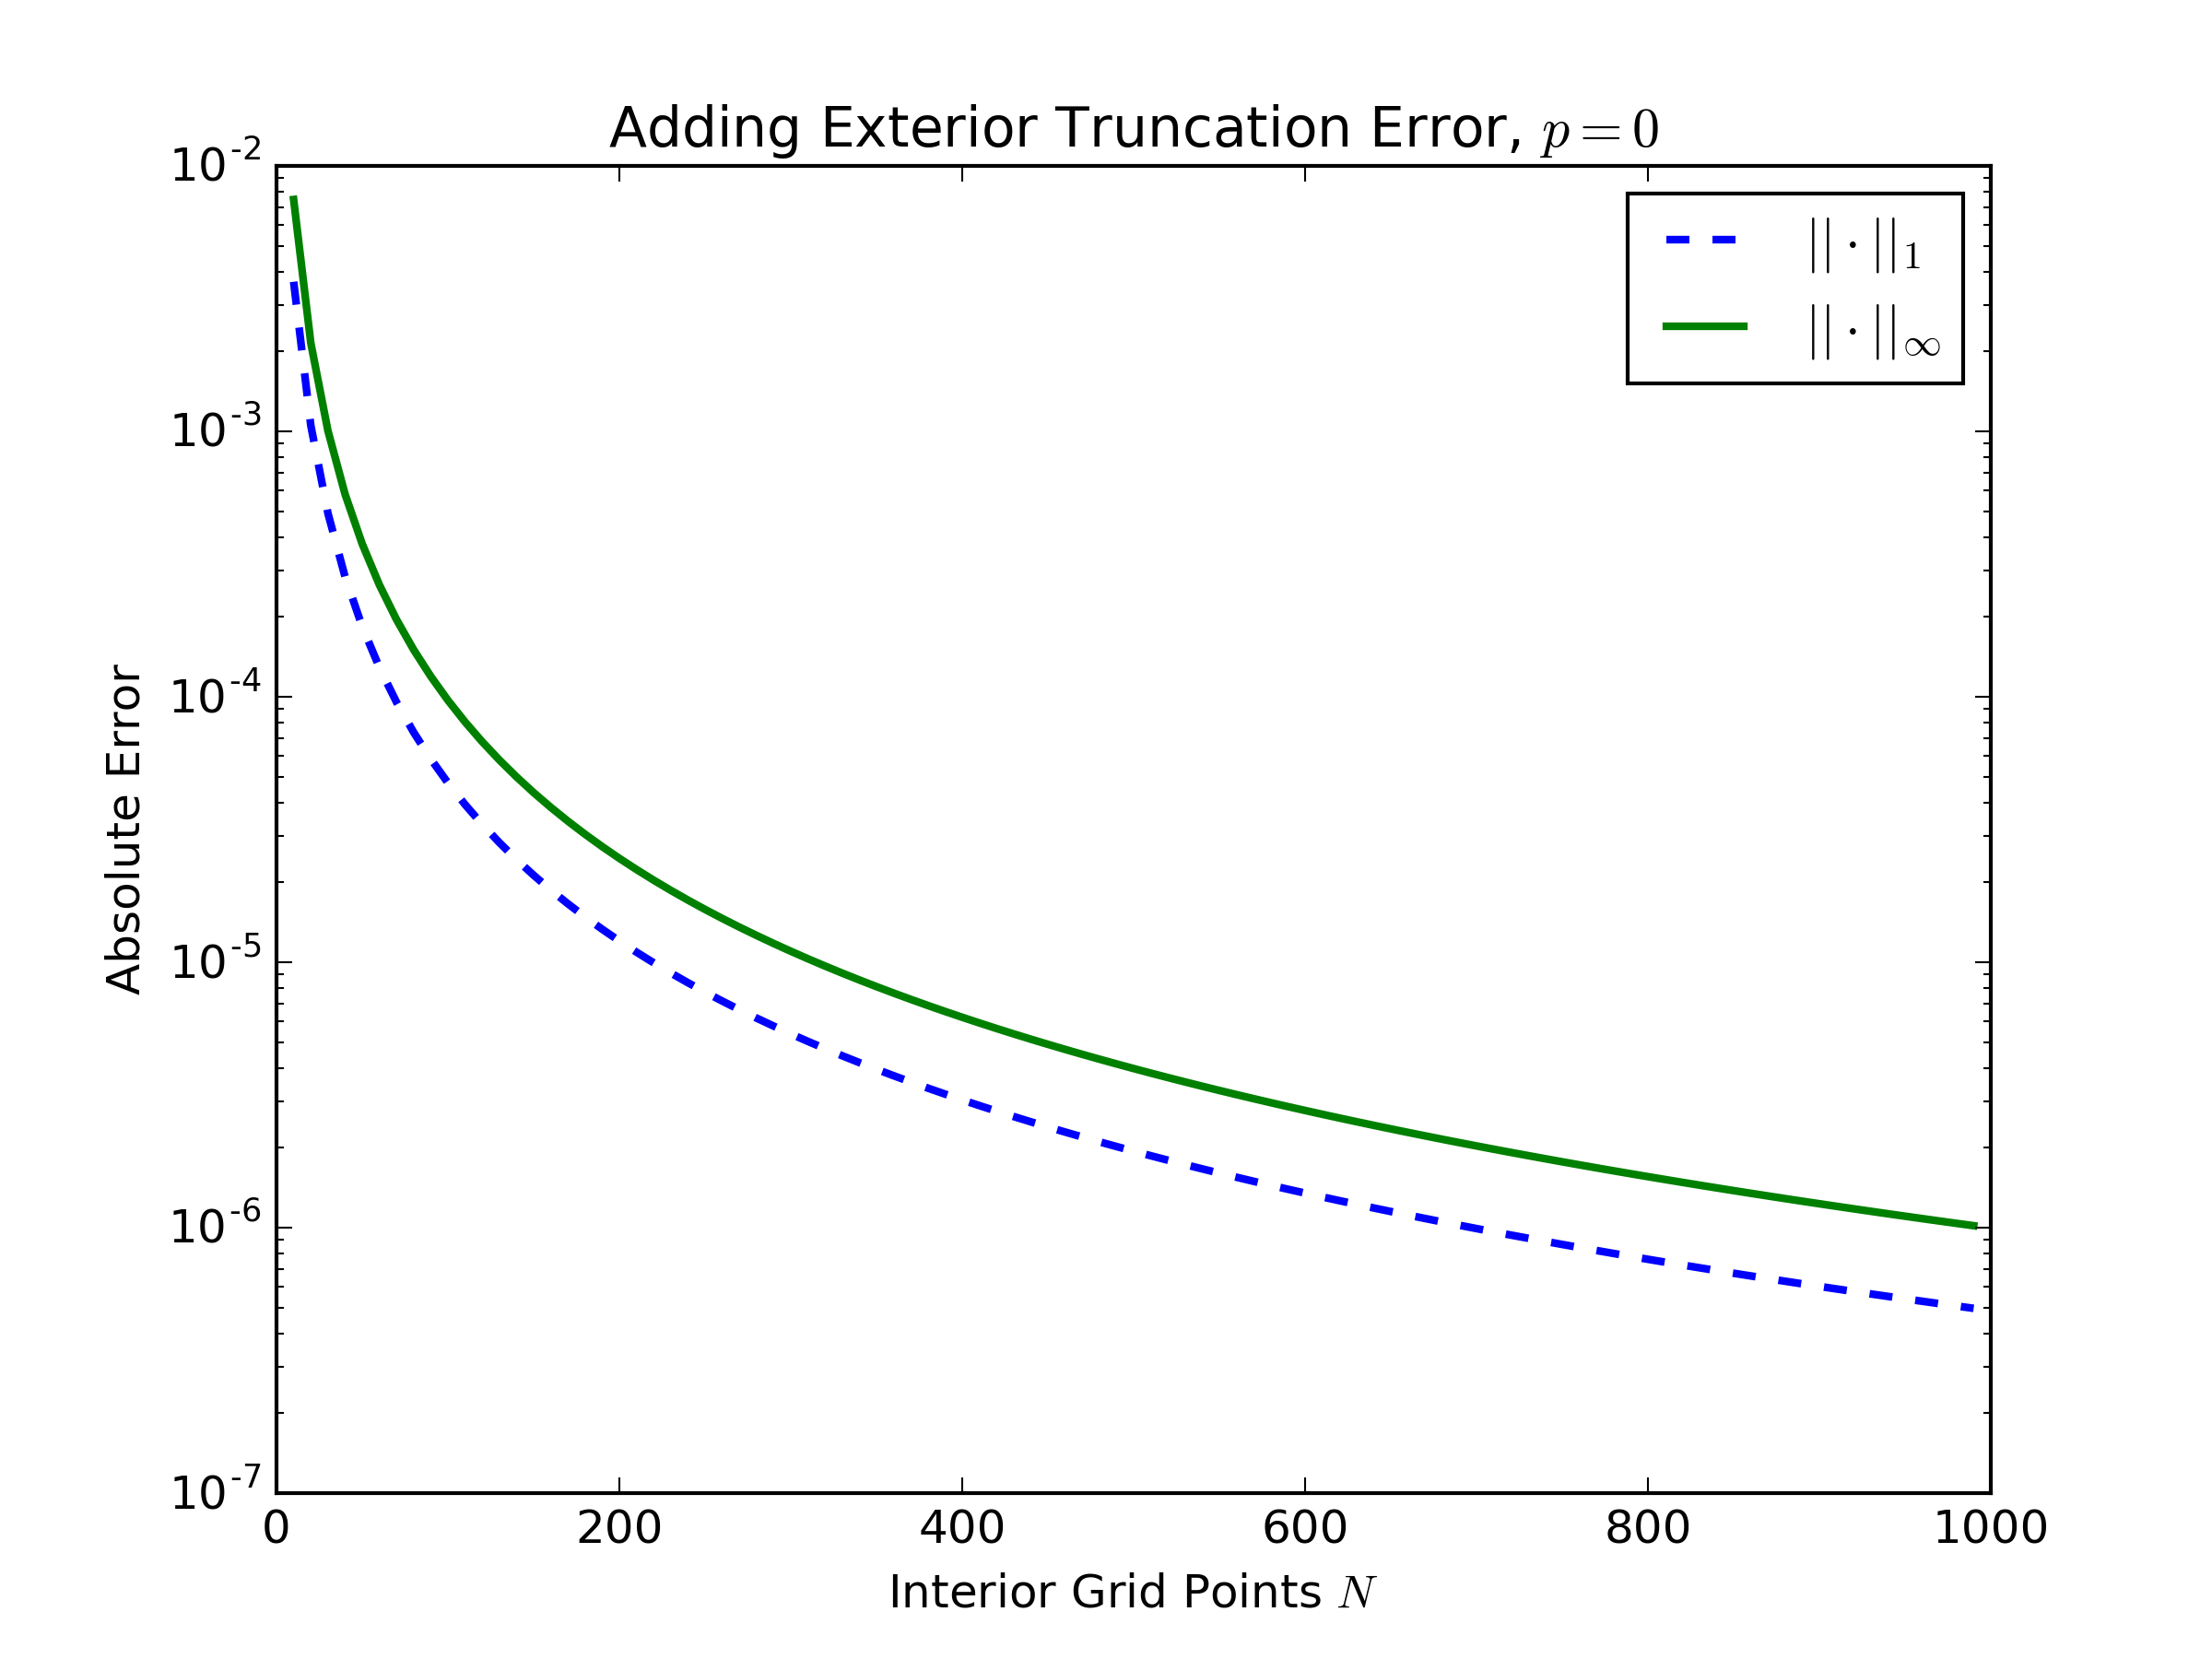 Adding Exterior Truncation Error, p = 0
10^-2
10^-3
10^-4
10^-5
10^-6
10^-7
Absolute Error
||·||_1
||·||_∞
0 200 400 600 800 1000
Interior Grid Points N